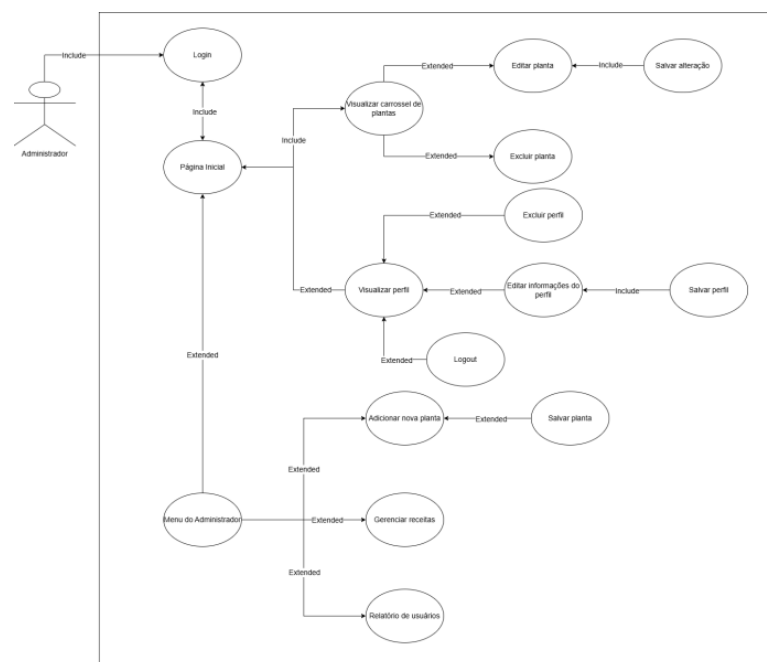 Include
Login
Administrador
Include
Página Inicial
Include
Visualizar carrossel de
plantas
Extended
Editar planta
Include
Salvar alteração
Extended
Excluir planta
Extended
Excluir perfil
Extended
Visualizar perfil
Extended
Editar informações do
perfil
Include
Salvar perfil
Extended
Logout
Extended
Menu do Administrador
Extended
Adicionar nova planta
Extended
Salvar planta
Extended
Gerenciar receitas
Extended
Relatório de usuários